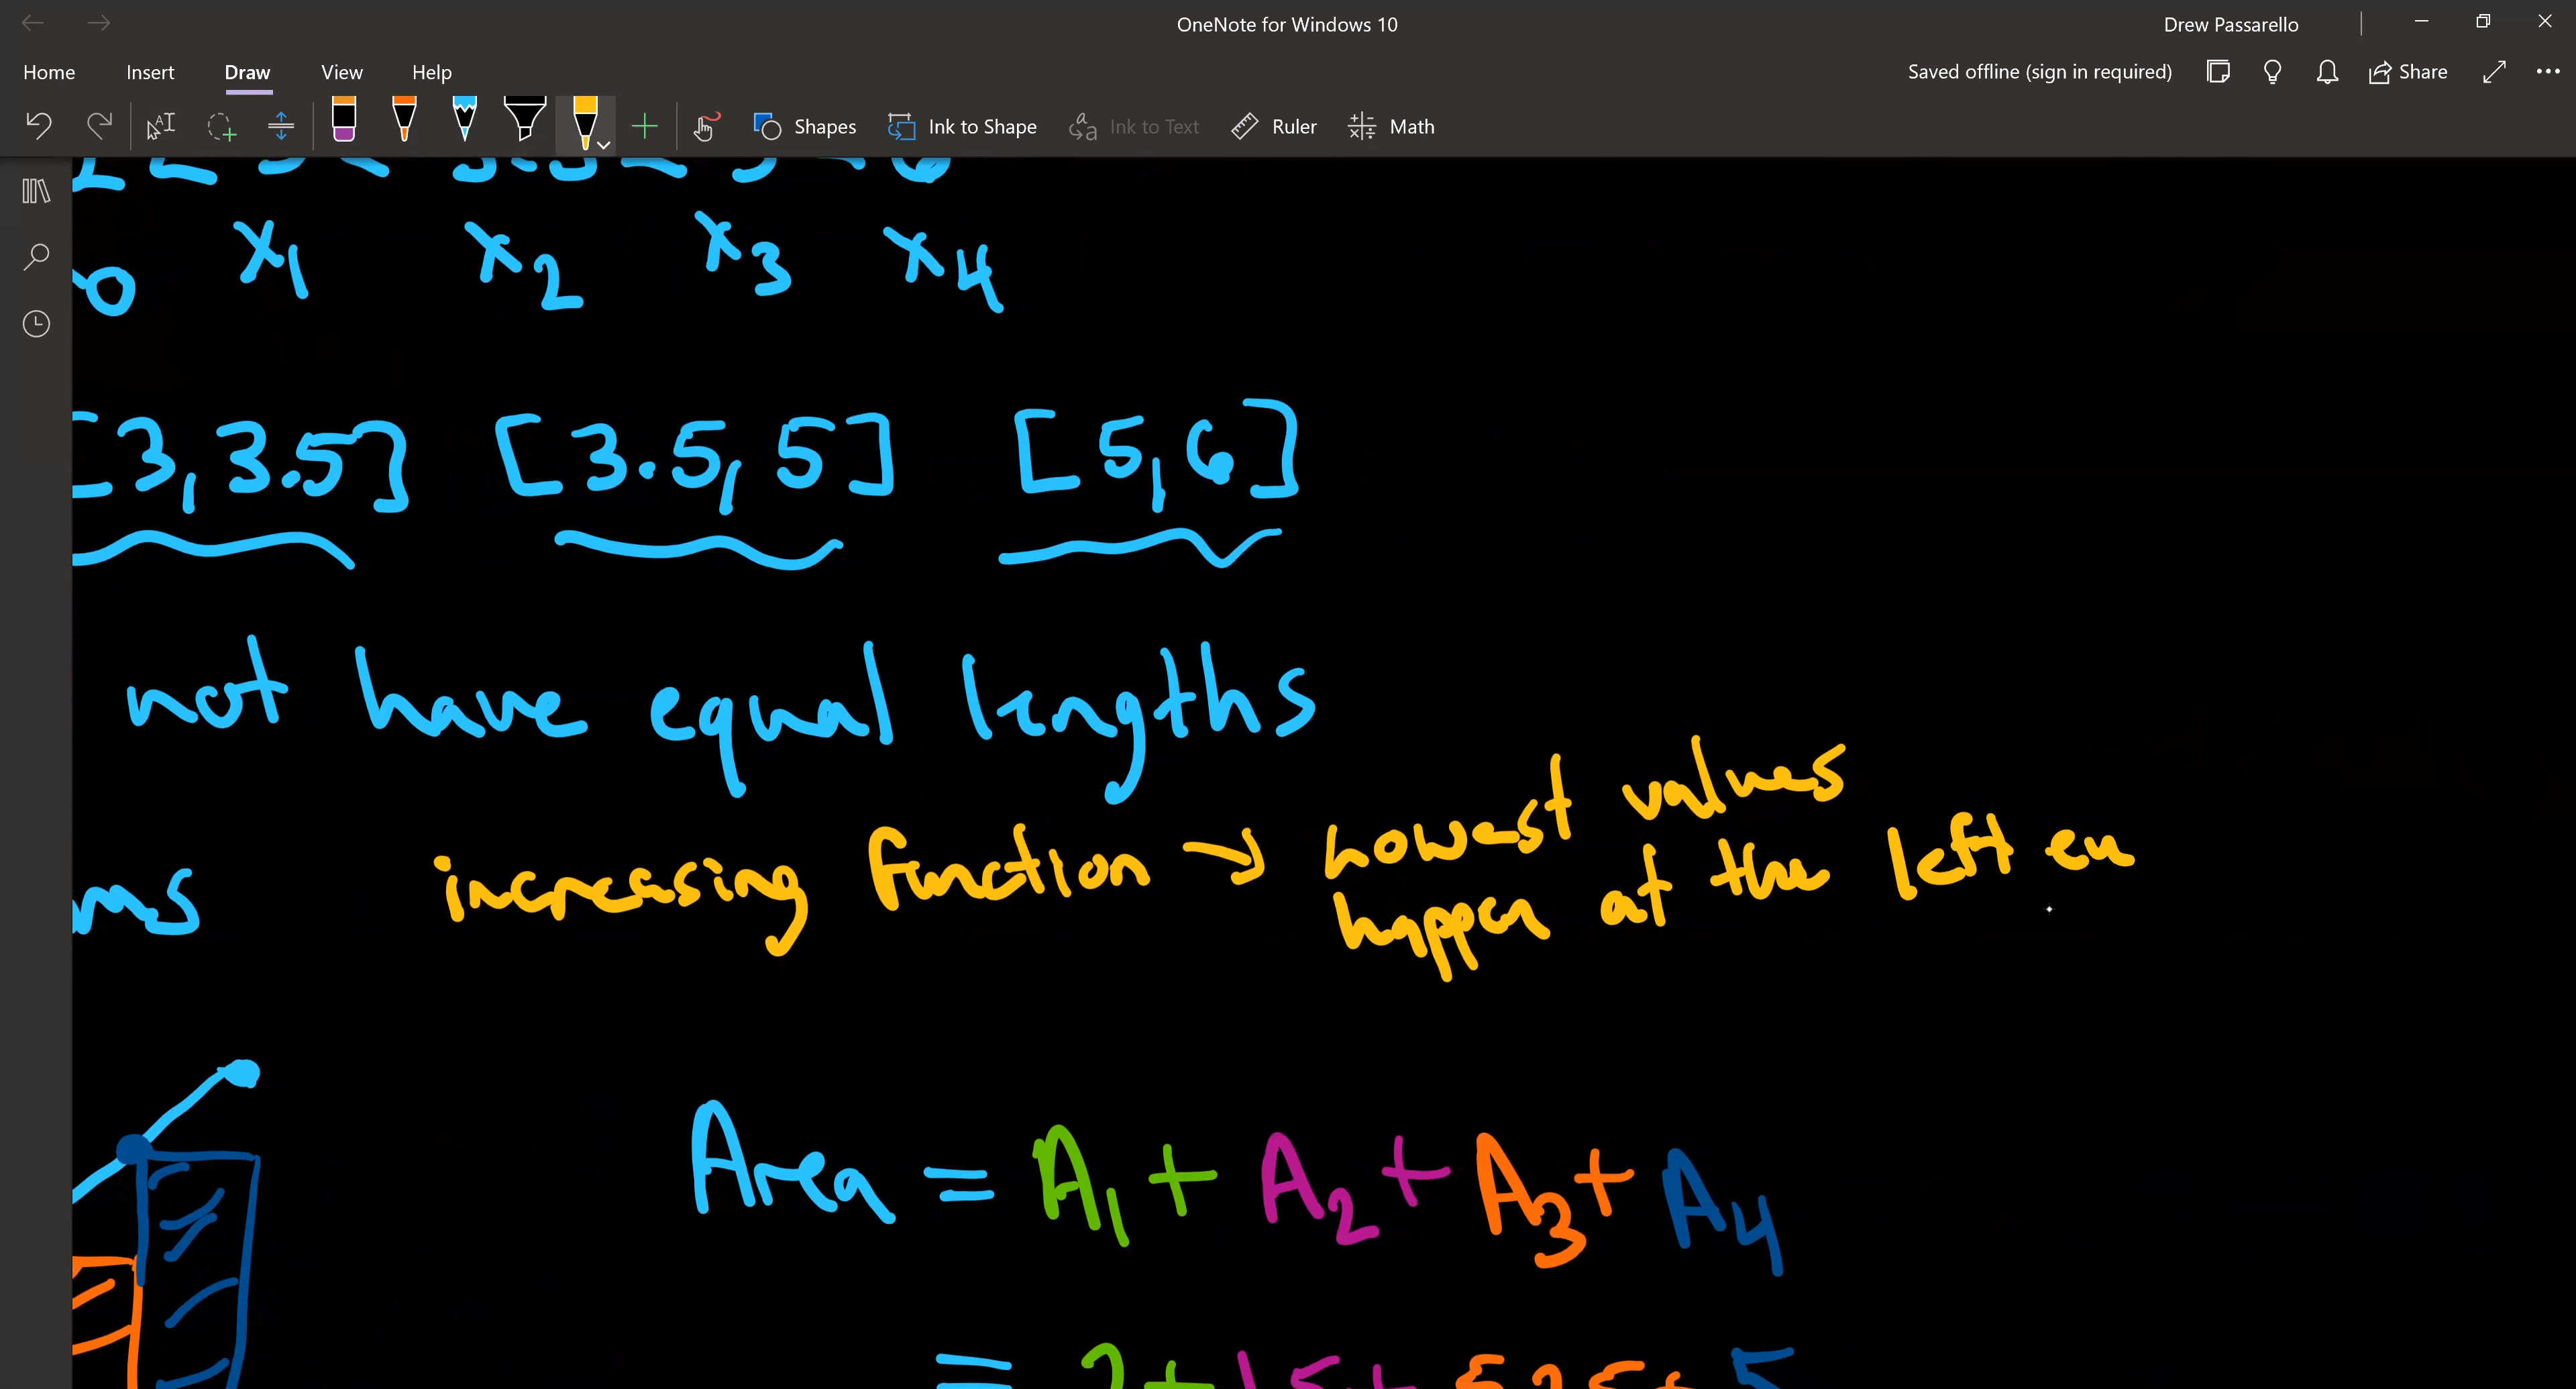 OneNote for Windows 10
Drew Passarello
Home Insert Draw View Help
Saved offline (sign in required) Share
Shapes Ink to Shape Ink to Text Ruler Math
x1 x2 x3 x4
[3,3.5] [3.5,5] [5,6]
not have equal lengths
increasing function → lowest values
happen at the left en
ms
Area = A1 + A2 + A3 + A4